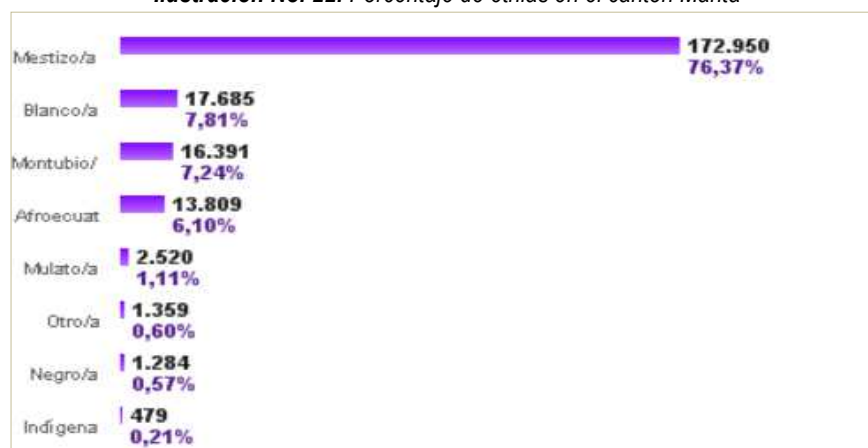 Ilustración No. 22. Porcentaje de etnias en el cantón Manta
Mestizo/a 172.950
76,37%
Blanco/a 17.685
7,81%
Montubio/ 16.391
7,24%
Afroecuat 13.809
6,10%
Mulato/a 2.520
1,11%
Otro/a 1.359
0,60%
Negro/a 1.284
0,57%
Indígena 479
0,21%